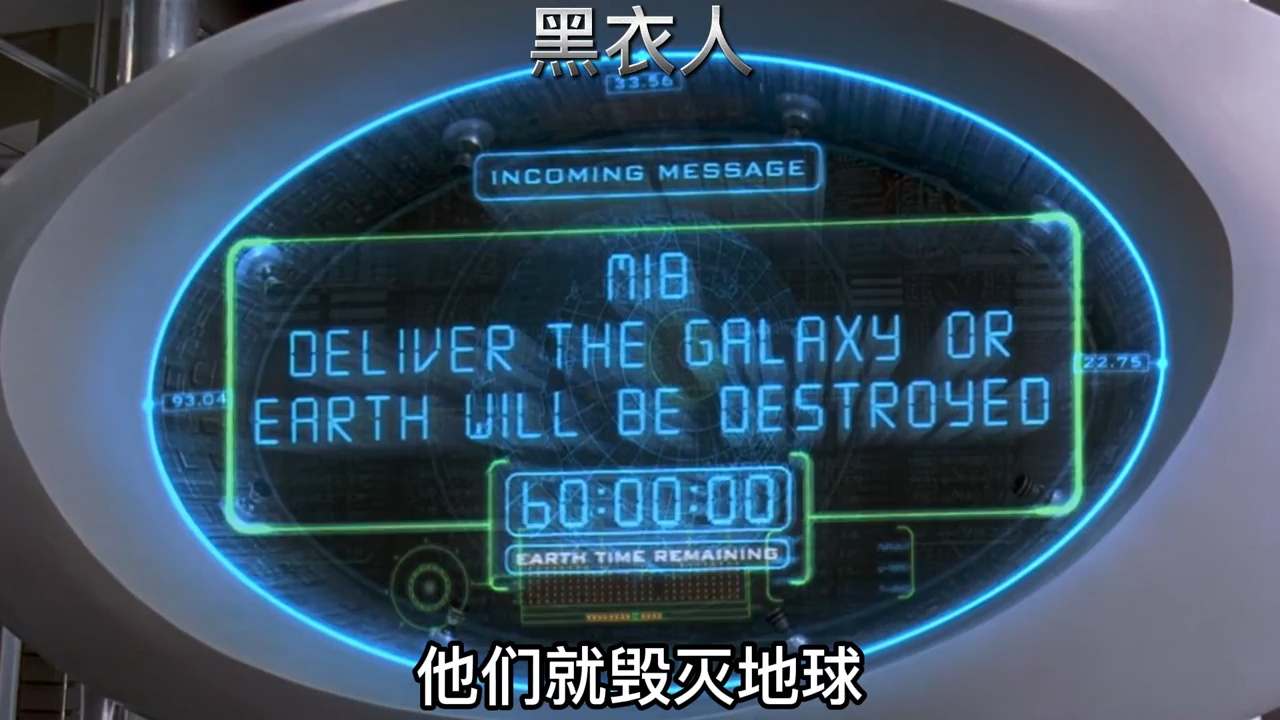 黑衣人
33.56
INCOMING MESSAGE
MIB
DELIVER THE GALAXY OR
22.75
93.04
EARTH WILL BE DESTROYED
60:00:00
EARTH TIME REMAINING
他们就毁灭地球